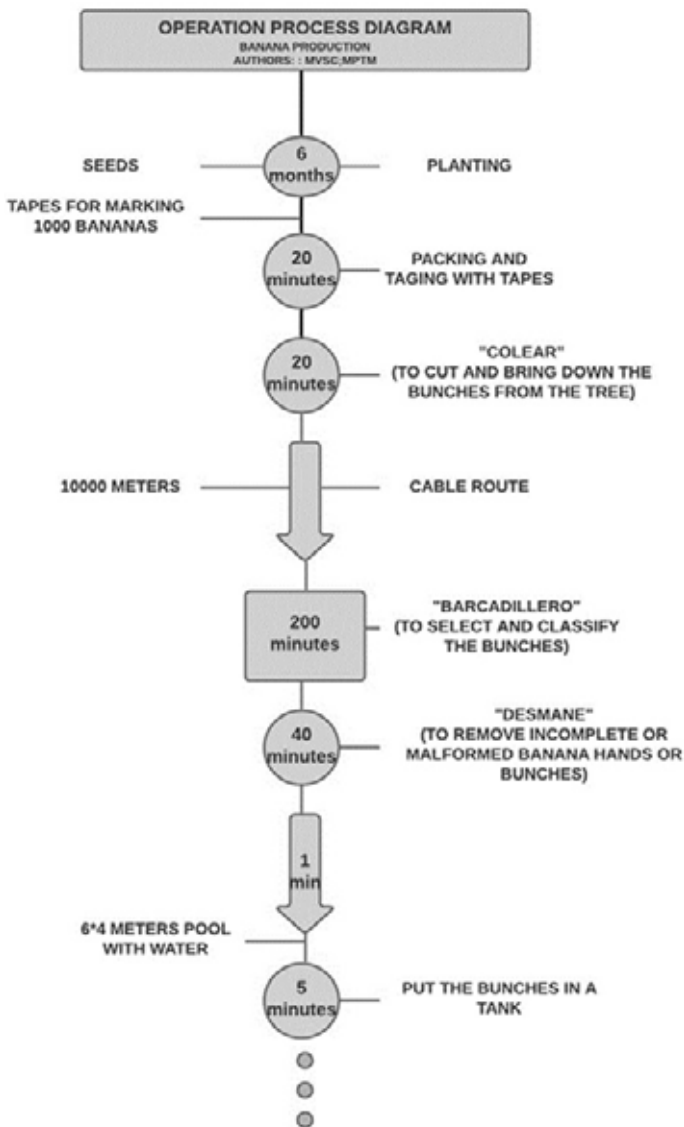 OPERATION PROCESS DIAGRAM
BANANA PRODUCTION
AUTHORS: : MVSC;MPTM
SEEDS
6
months
PLANTING
TAPES FOR MARKING
1000 BANANAS
20
minutes
PACKING AND
TAGING WITH TAPES
20
minutes
"COLEAR"
(TO CUT AND BRING DOWN THE
BUNCHES FROM THE TREE)
10000 METERS
CABLE ROUTE
200
minutes
"BARCADILLERO"
(TO SELECT AND CLASSIFY
THE BUNCHES)
40
minutes
"DESMANE"
(TO REMOVE INCOMPLETE OR
MALFORMED BANANA HANDS OR
BUNCHES)
1
min
6*4 METERS POOL
WITH WATER
5
minutes
PUT THE BUNCHES IN A
TANK